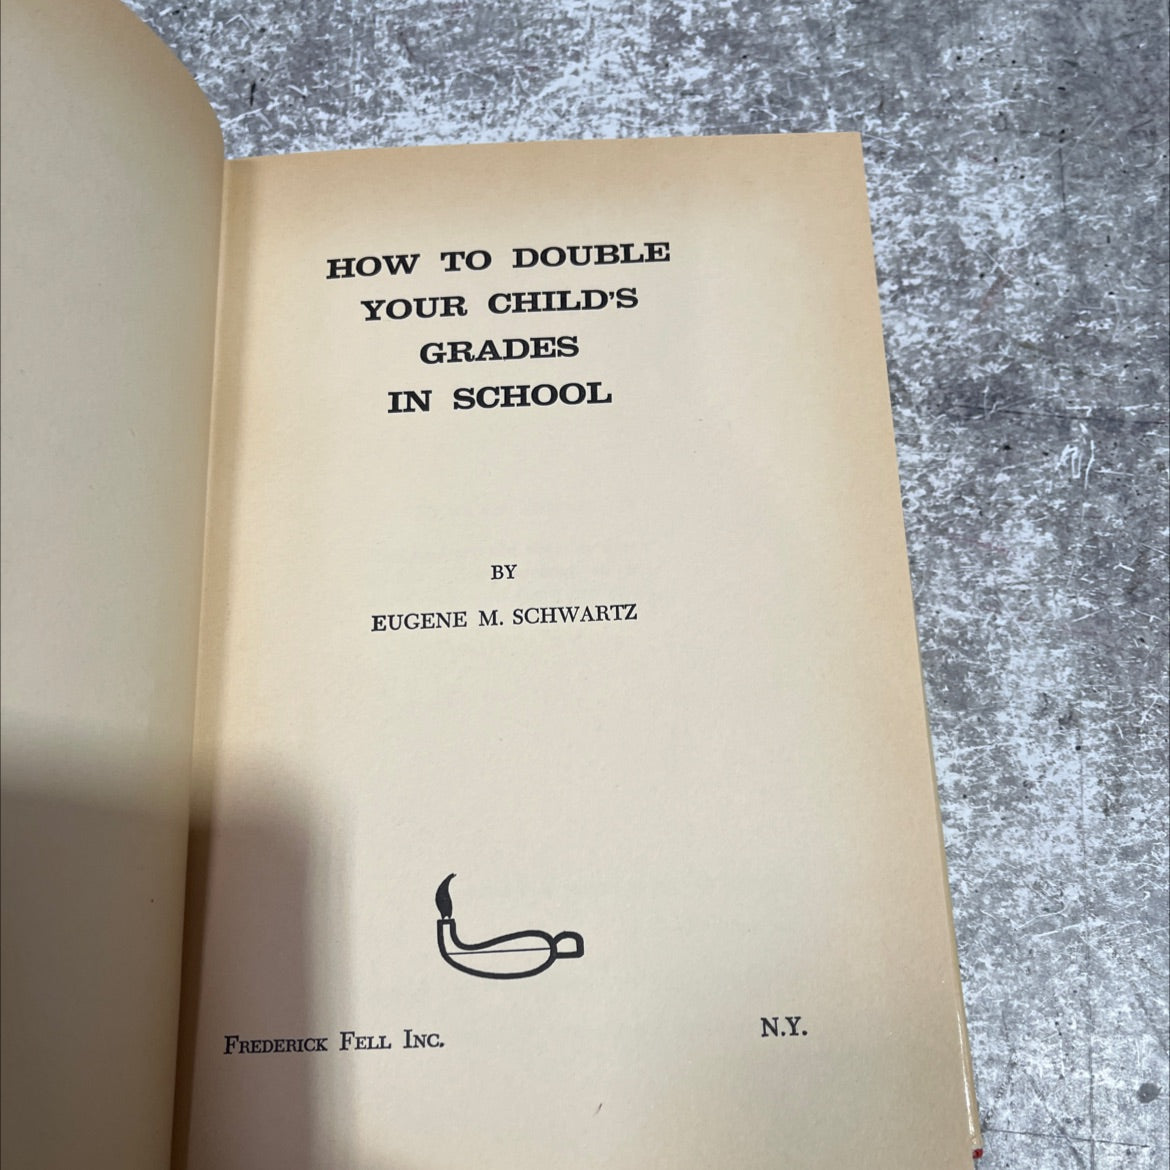 HOW TO DOUBLE
YOUR CHILD'S
GRADES
IN SCHOOL
BY
EUGENE M. SCHWARTZ
FREDERICK FELL INC. N.Y.